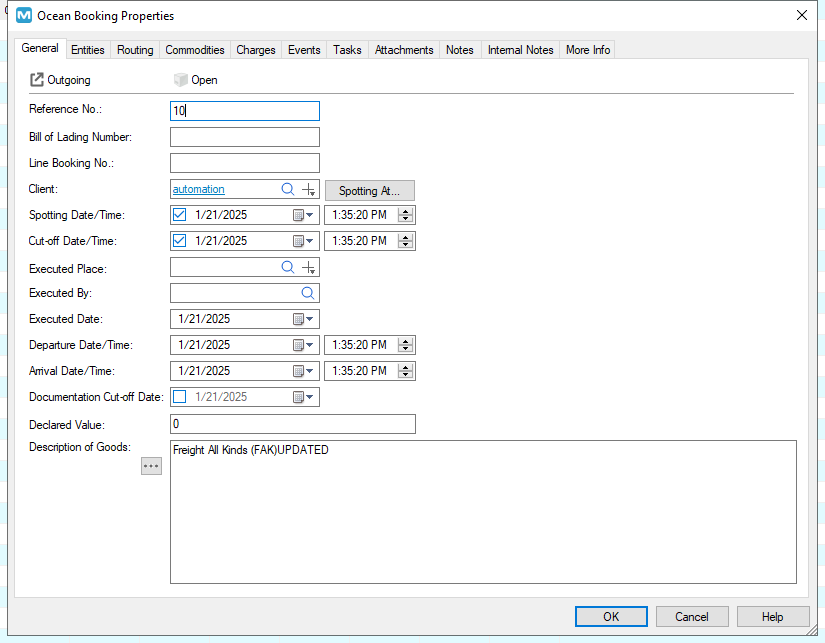 M Ocean Booking Properties
General Entities Routing Commodities Charges Events Tasks Attachments Notes Internal Notes More Info
Outgoing Open
Reference No.: 10
Bill of Lading Number:
Line Booking No.:
Client: automation Spotting At...
Spotting Date/Time: 1/21/2025 1:35:20 PM
Cut-off Date/Time: 1/21/2025 1:35:20 PM
Executed Place:
Executed By:
Executed Date: 1/21/2025
Departure Date/Time: 1/21/2025 1:35:20 PM
Arrival Date/Time: 1/21/2025 1:35:20 PM
Documentation Cut-off Date: 1/21/2025
Declared Value: 0
Description of Goods: Freight All Kinds (FAK)UPDATED
...
OK Cancel Help